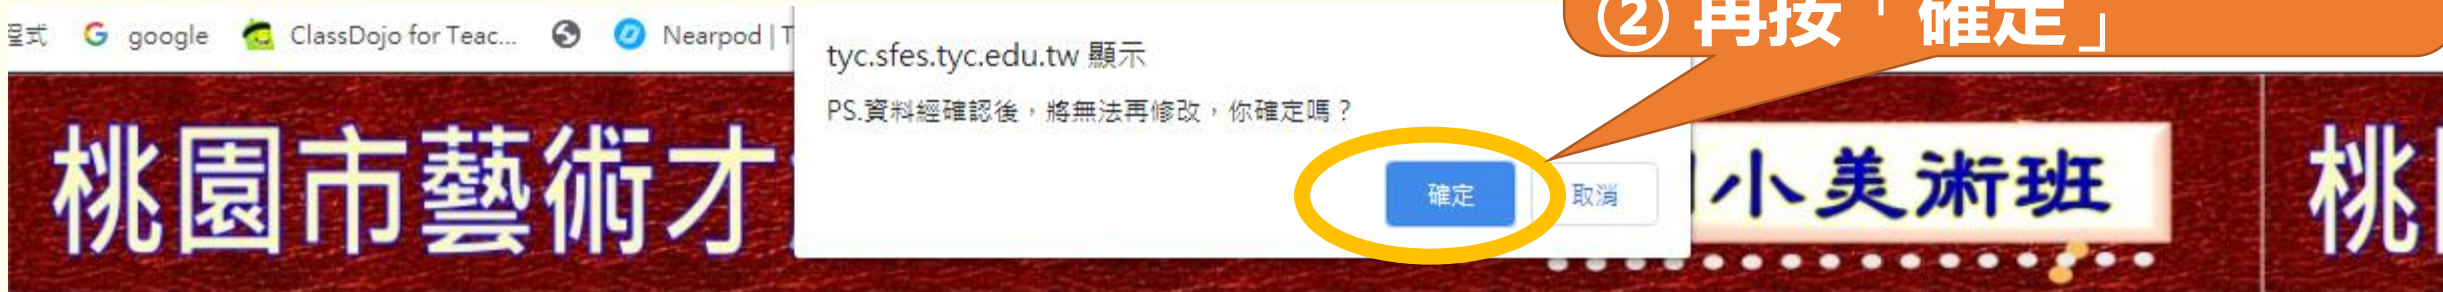 ② 再按「確定」
程式 google ClassDojo for Teac... Nearpod | T
tyc.sfes.tyc.edu.tw 顯示
PS.資料經確認後，將無法再修改，你確定嗎？
確定 取消
桃園市藝術才
小美術班
桃